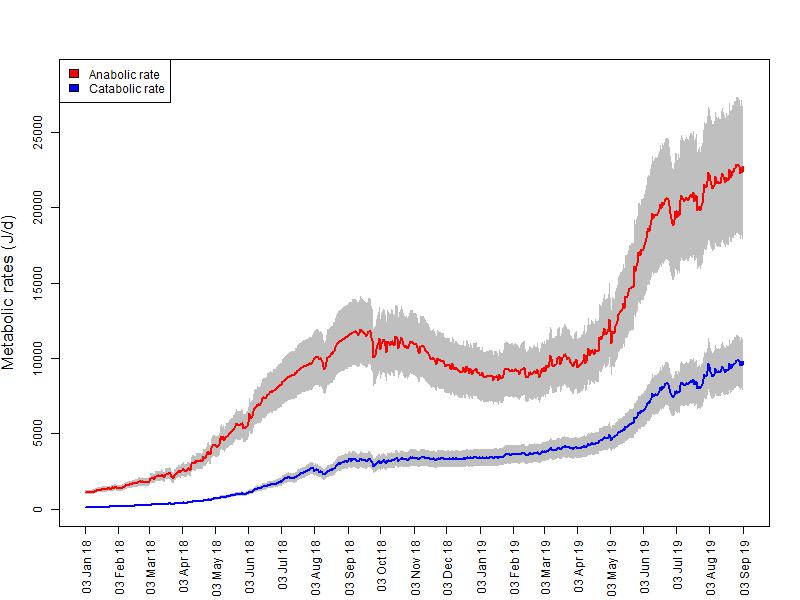 Anabolic rate
Catabolic rate
Metabolic rates (J/d)
25000
20000
15000
10000
5000
0
03 Jan 18
03 Feb 18
03 Mar 18
03 Apr 18
03 May 18
03 Jun 18
03 Jul 18
03 Aug 18
03 Sep 18
03 Oct 18
03 Nov 18
03 Dec 18
03 Jan 19
03 Feb 19
03 Mar 19
03 Apr 19
03 May 19
03 Jun 19
03 Jul 19
03 Aug 19
03 Sep 19